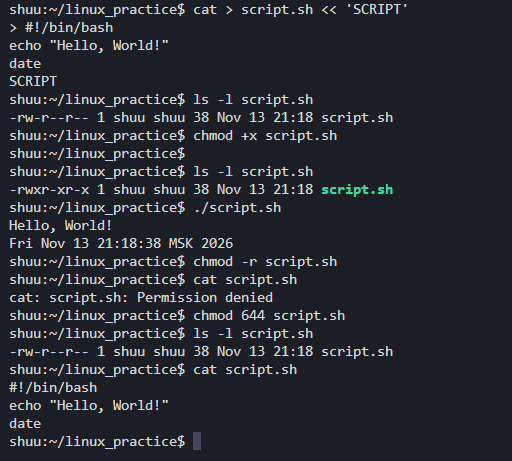 shuu:~/linux_practice$ cat > script.sh << 'SCRIPT'
> #!/bin/bash
echo "Hello, World!"
date
SCRIPT
shuu:~/linux_practice$ ls -l script.sh
-rw-r--r-- 1 shuu shuu 38 Nov 13 21:18 script.sh
shuu:~/linux_practice$ chmod +x script.sh
shuu:~/linux_practice$
shuu:~/linux_practice$ ls -l script.sh
-rwxr-xr-x 1 shuu shuu 38 Nov 13 21:18 script.sh
shuu:~/linux_practice$ ./script.sh
Hello, World!
Fri Nov 13 21:18:38 MSK 2026
shuu:~/linux_practice$ chmod -r script.sh
shuu:~/linux_practice$ cat script.sh
cat: script.sh: Permission denied
shuu:~/linux_practice$ chmod 644 script.sh
shuu:~/linux_practice$ ls -l script.sh
-rw-r--r-- 1 shuu shuu 38 Nov 13 21:18 script.sh
shuu:~/linux_practice$ cat script.sh
#!/bin/bash
echo "Hello, World!"
date
shuu:~/linux_practice$